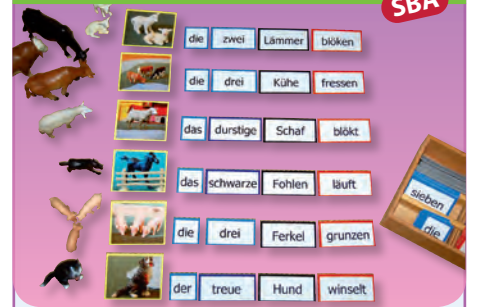 SBA
die zwei Lämmer blöken
die drei Kühe fressen
das durstige Schaf blökt
das schwarze Fohlen läuft
die drei Ferkel grunzen
der treue Hund winselt
sieben
die